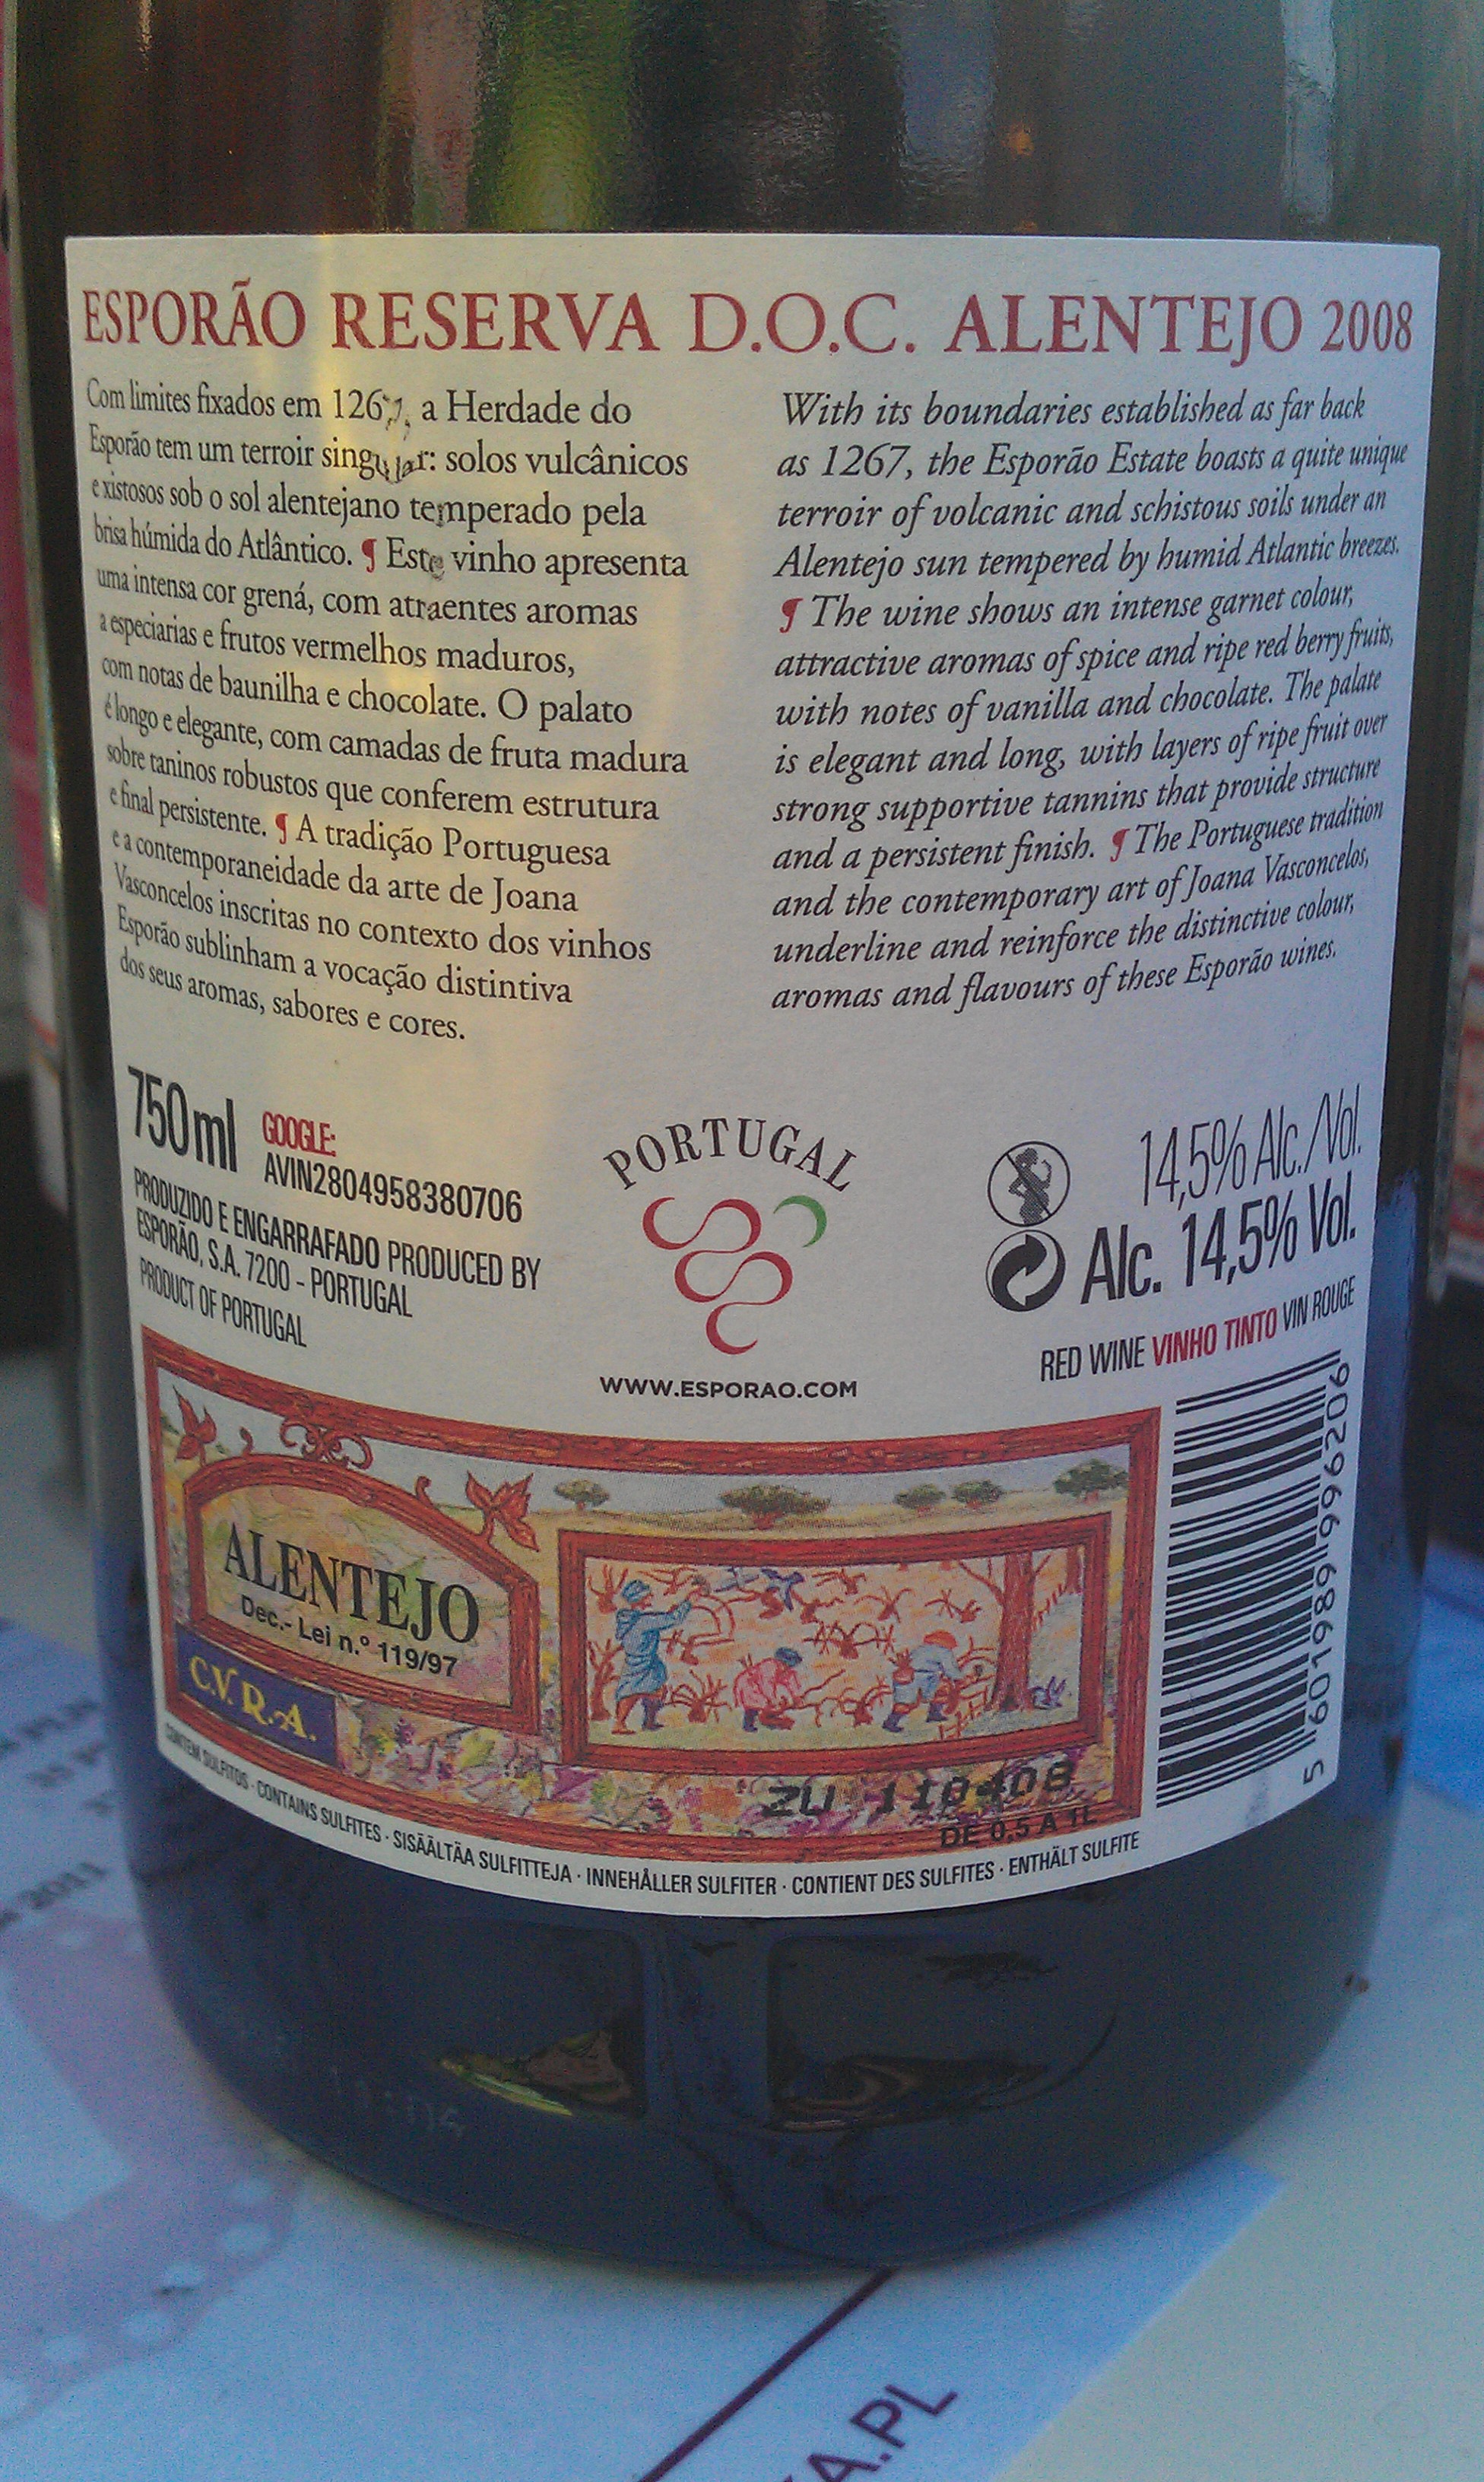 ESPORÃO RESERVA D.O.C. ALENTEJO 2008
Com limites fixados em 1267, a Herdade do
Esporão tem um terroir singular: solos vulcânicos
e xistosos sob o sol alentejano temperado pela
brisa húmida do Atlântico. ¶ Este vinho apresenta
uma intensa cor grená, com atraentes aromas
a especiarias e frutos vermelhos maduros,
com notas de baunilha e chocolate. O palato
é longo e elegante, com camadas de fruta madura
sobre taninos robustos que conferem estrutura
e final persistente. ¶ A tradição Portuguesa
e a contemporaneidade da arte de Joana
Vasconcelos inscritas no contexto dos vinhos
Esporão sublinham a vocação distintiva
dos seus aromas, sabores e cores.
With its boundaries established as far back
as 1267, the Esporão Estate boasts a quite unique
terroir of volcanic and schistous soils under an
Alentejo sun tempered by humid Atlantic breezes.
¶ The wine shows an intense garnet colour,
attractive aromas of spice and ripe red berry fruits,
with notes of vanilla and chocolate. The palate
is elegant and long, with layers of ripe fruit over
strong supportive tannins that provide structure
and a persistent finish. ¶ The Portuguese tradition
and the contemporary art of Joana Vasconcelos,
underline and reinforce the distinctive colour,
aromas and flavours of these Esporão wines.
750ml
GOOGLE:
AVIN2804958380706
PRODUZIDO E ENGARRAFADO PRODUCED BY
ESPORÃO, S.A. 7200 - PORTUGAL
PRODUCT OF PORTUGAL
PORTUGAL
WWW.ESPORAO.COM
14,5% Alc./Vol.
Alc. 14,5% Vol.
RED WINE VINHO TINTO VIN ROUGE
ALENTEJO
Dec.- Lei n.º 119/97
C.V.R.A.
ZU 110408
DE 0,5 A 1L
5 601989 996206
CONTÉM SULFITOS · CONTAINS SULFITES · SISÄÄLTÄÄ SULFITTEJA · INNEHÅLLER SULFITER · CONTIENT DES SULFITES · ENTHÄLT SULFITE
A.PL